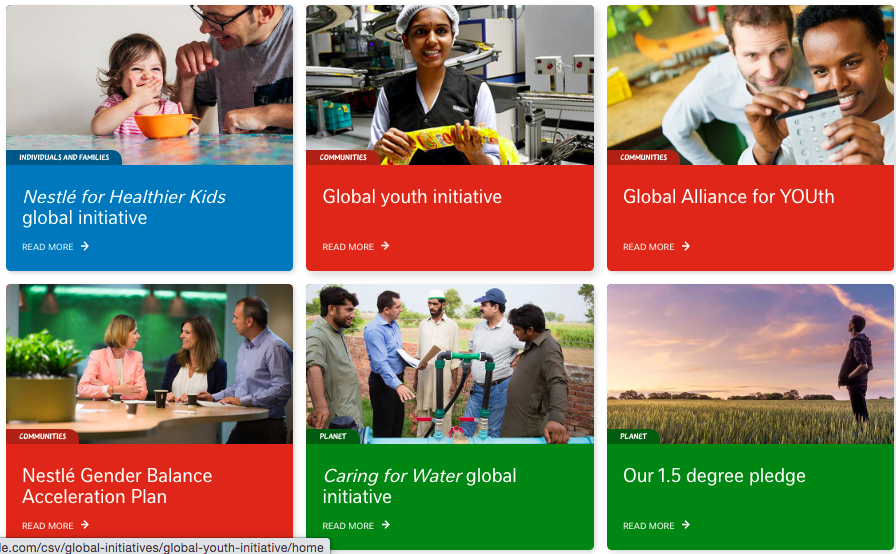 INDIVIDUALS AND FAMILIES
Nestlé for Healthier Kids
global initiative
READ MORE →
COMMUNITIES
Global youth initiative
READ MORE →
COMMUNITIES
Global Alliance for YOUth
READ MORE →
COMMUNITIES
Nestlé Gender Balance
Acceleration Plan
READ MORE →
PLANET
Caring for Water global
initiative
READ MORE →
PLANET
Our 1.5 degree pledge
READ MORE →
le.com/csv/global-initiatives/global-youth-initiative/home